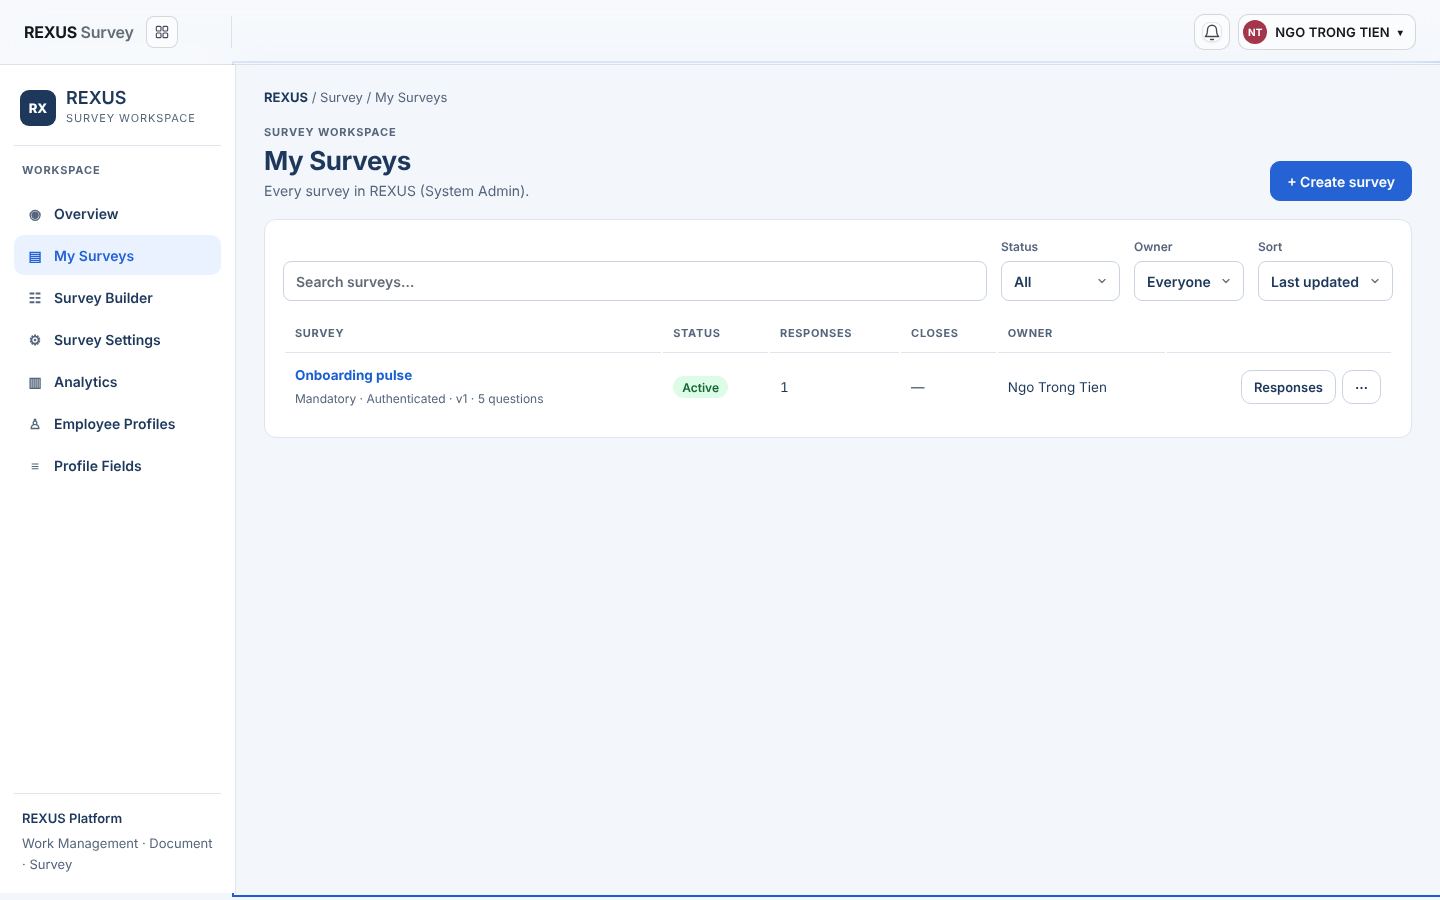 REXUS Survey
NT NGO TRONG TIEN
RX REXUS
SURVEY WORKSPACE
WORKSPACE
Overview
My Surveys
Survey Builder
Survey Settings
Analytics
Employee Profiles
Profile Fields
REXUS Platform
Work Management · Document
· Survey
REXUS / Survey / My Surveys
SURVEY WORKSPACE
My Surveys
Every survey in REXUS (System Admin).
+ Create survey
Status Owner Sort
Search surveys... All Everyone Last updated
SURVEY STATUS RESPONSES CLOSES OWNER
Onboarding pulse
Mandatory · Authenticated · v1 · 5 questions
Active 1 — Ngo Trong Tien Responses ···